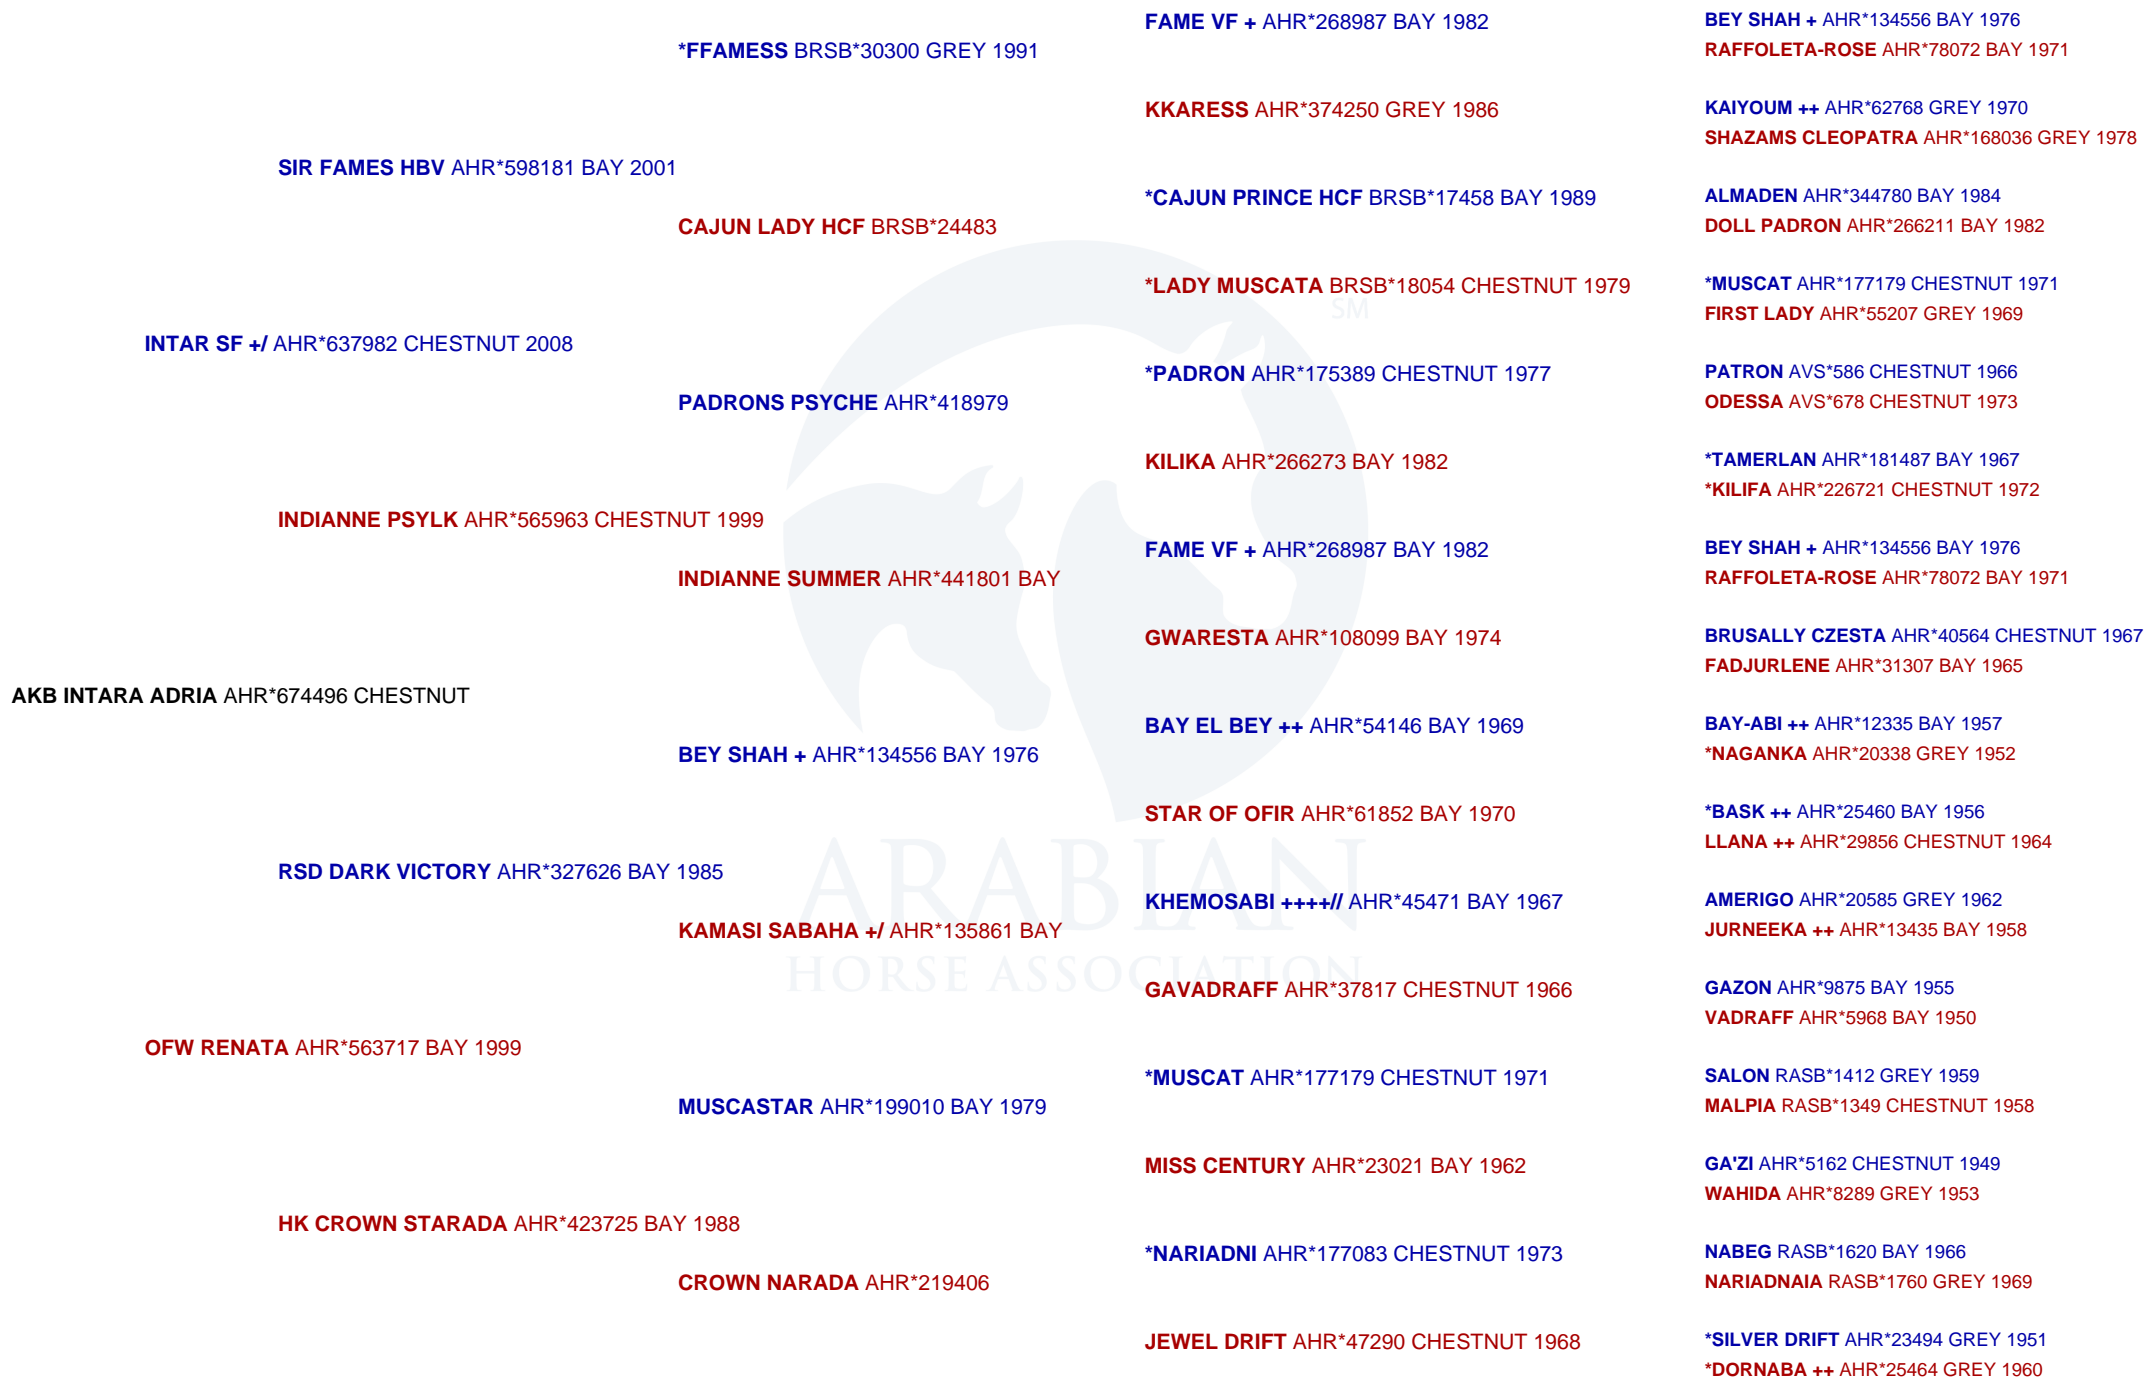 FAME VF + AHR*268987 BAY 1982
BEY SHAH + AHR*134556 BAY 1976
*FFAMESS BRSB*30300 GREY 1991
RAFFOLETA-ROSE AHR*78072 BAY 1971
KKARESS AHR*374250 GREY 1986
KAIYOUM ++ AHR*62768 GREY 1970
SHAZAMS CLEOPATRA AHR*168036 GREY 1978
SIR FAMES HBV AHR*598181 BAY 2001
*CAJUN PRINCE HCF BRSB*17458 BAY 1989
ALMADEN AHR*344780 BAY 1984
CAJUN LADY HCF BRSB*24483
DOLL PADRON AHR*266211 BAY 1982
*LADY MUSCATA BRSB*18054 CHESTNUT 1979
*MUSCAT AHR*177179 CHESTNUT 1971
FIRST LADY AHR*55207 GREY 1969
SM
INTAR SF +/ AHR*637982 CHESTNUT 2008
*PADRON AHR*175389 CHESTNUT 1977
PATRON AVS*586 CHESTNUT 1966
PADRONS PSYCHE AHR*418979
ODESSA AVS*678 CHESTNUT 1973
KILIKA AHR*266273 BAY 1982
*TAMERLAN AHR*181487 BAY 1967
*KILIFA AHR*226721 CHESTNUT 1972
INDIANNE PSYLK AHR*565963 CHESTNUT 1999
FAME VF + AHR*268987 BAY 1982
BEY SHAH + AHR*134556 BAY 1976
INDIANNE SUMMER AHR*441801 BAY
RAFFOLETA-ROSE AHR*78072 BAY 1971
GWARESTA AHR*108099 BAY 1974
BRUSALLY CZESTA AHR*40564 CHESTNUT 1967
FADJURLENE AHR*31307 BAY 1965
AKB INTARA ADRIA AHR*674496 CHESTNUT
BAY EL BEY ++ AHR*54146 BAY 1969
BAY-ABI ++ AHR*12335 BAY 1957
BEY SHAH + AHR*134556 BAY 1976
*NAGANKA AHR*20338 GREY 1952
STAR OF OFIR AHR*61852 BAY 1970
*BASK ++ AHR*25460 BAY 1956
LLANA ++ AHR*29856 CHESTNUT 1964
RSD DARK VICTORY AHR*327626 BAY 1985
ARABIAN
KHEMOSABI ++++// AHR*45471 BAY 1967
AMERIGO AHR*20585 GREY 1962
KAMASI SABAHA +/ AHR*135861 BAY
JURNEEKA ++ AHR*13435 BAY 1958
HORSE ASSOCIATION
GAVADRAFF AHR*37817 CHESTNUT 1966
GAZON AHR*9875 BAY 1955
VADRAFF AHR*5968 BAY 1950
OFW RENATA AHR*563717 BAY 1999
*MUSCAT AHR*177179 CHESTNUT 1971
SALON RASB*1412 GREY 1959
MUSCASTAR AHR*199010 BAY 1979
MALPIA RASB*1349 CHESTNUT 1958
MISS CENTURY AHR*23021 BAY 1962
GA'ZI AHR*5162 CHESTNUT 1949
WAHIDA AHR*8289 GREY 1953
HK CROWN STARADA AHR*423725 BAY 1988
*NARIADNI AHR*177083 CHESTNUT 1973
NABEG RASB*1620 BAY 1966
CROWN NARADA AHR*219406
NARIADNAIA RASB*1760 GREY 1969
JEWEL DRIFT AHR*47290 CHESTNUT 1968
*SILVER DRIFT AHR*23494 GREY 1951
*DORNABA ++ AHR*25464 GREY 1960